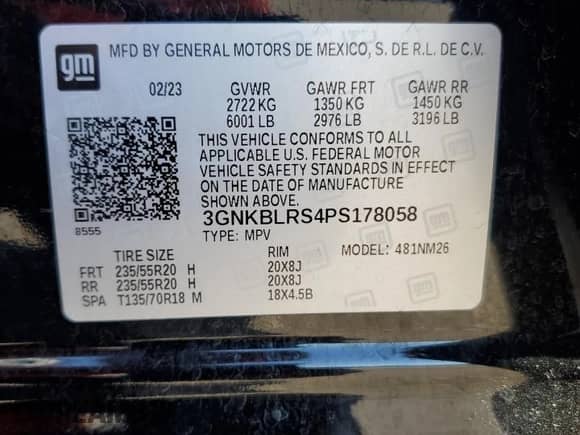 gm
MFD BY GENERAL MOTORS DE MEXICO, S. DE R.L. DE C.V.
02/23 GVWR GAWR FRT GAWR RR
2722 KG 1350 KG 1450 KG
6001 LB 2976 LB 3196 LB
THIS VEHICLE CONFORMS TO ALL
APPLICABLE U.S. FEDERAL MOTOR
VEHICLE SAFETY STANDARDS IN EFFECT
ON THE DATE OF MANUFACTURE
SHOWN ABOVE.
3GNKBLRS4PS178058
8555 TYPE: MPV
TIRE SIZE RIM MODEL: 481NM26
FRT 235/55R20 H 20X8J
RR 235/55R20 H 20X8J
SPA T135/70R18 M 18X4.5B